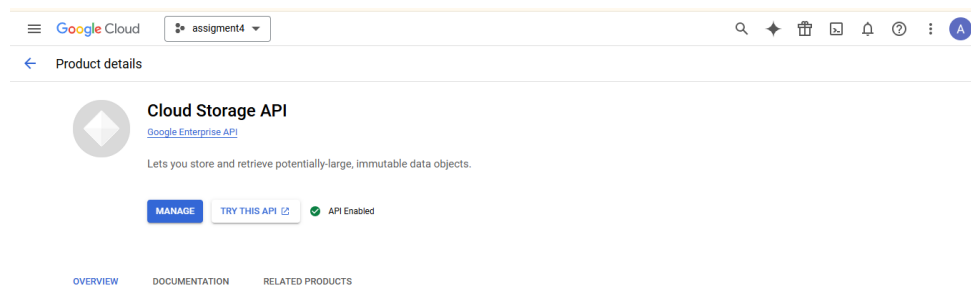 Google Cloud assigment4 A
Product details
Cloud Storage API
Google Enterprise API
Lets you store and retrieve potentially-large, immutable data objects.
MANAGE TRY THIS API API Enabled
OVERVIEW DOCUMENTATION RELATED PRODUCTS